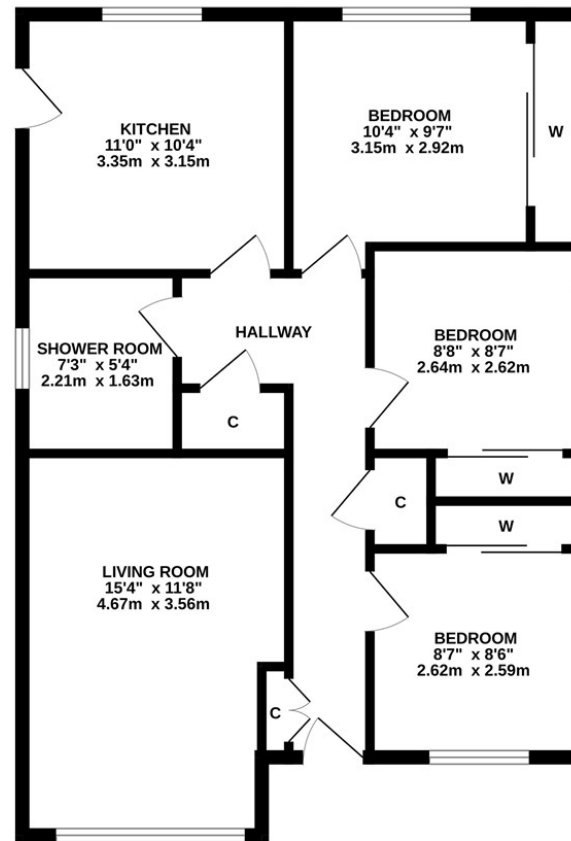 KITCHEN
11'0" x 10'4"
3.35m x 3.15m
BEDROOM
10'4" x 9'7"
3.15m x 2.92m
W
HALLWAY
SHOWER ROOM
7'3" x 5'4"
2.21m x 1.63m
BEDROOM
8'8" x 8'7"
2.64m x 2.62m
C
W
C
W
LIVING ROOM
15'4" x 11'8"
4.67m x 3.56m
BEDROOM
8'7" x 8'6"
2.62m x 2.59m
C